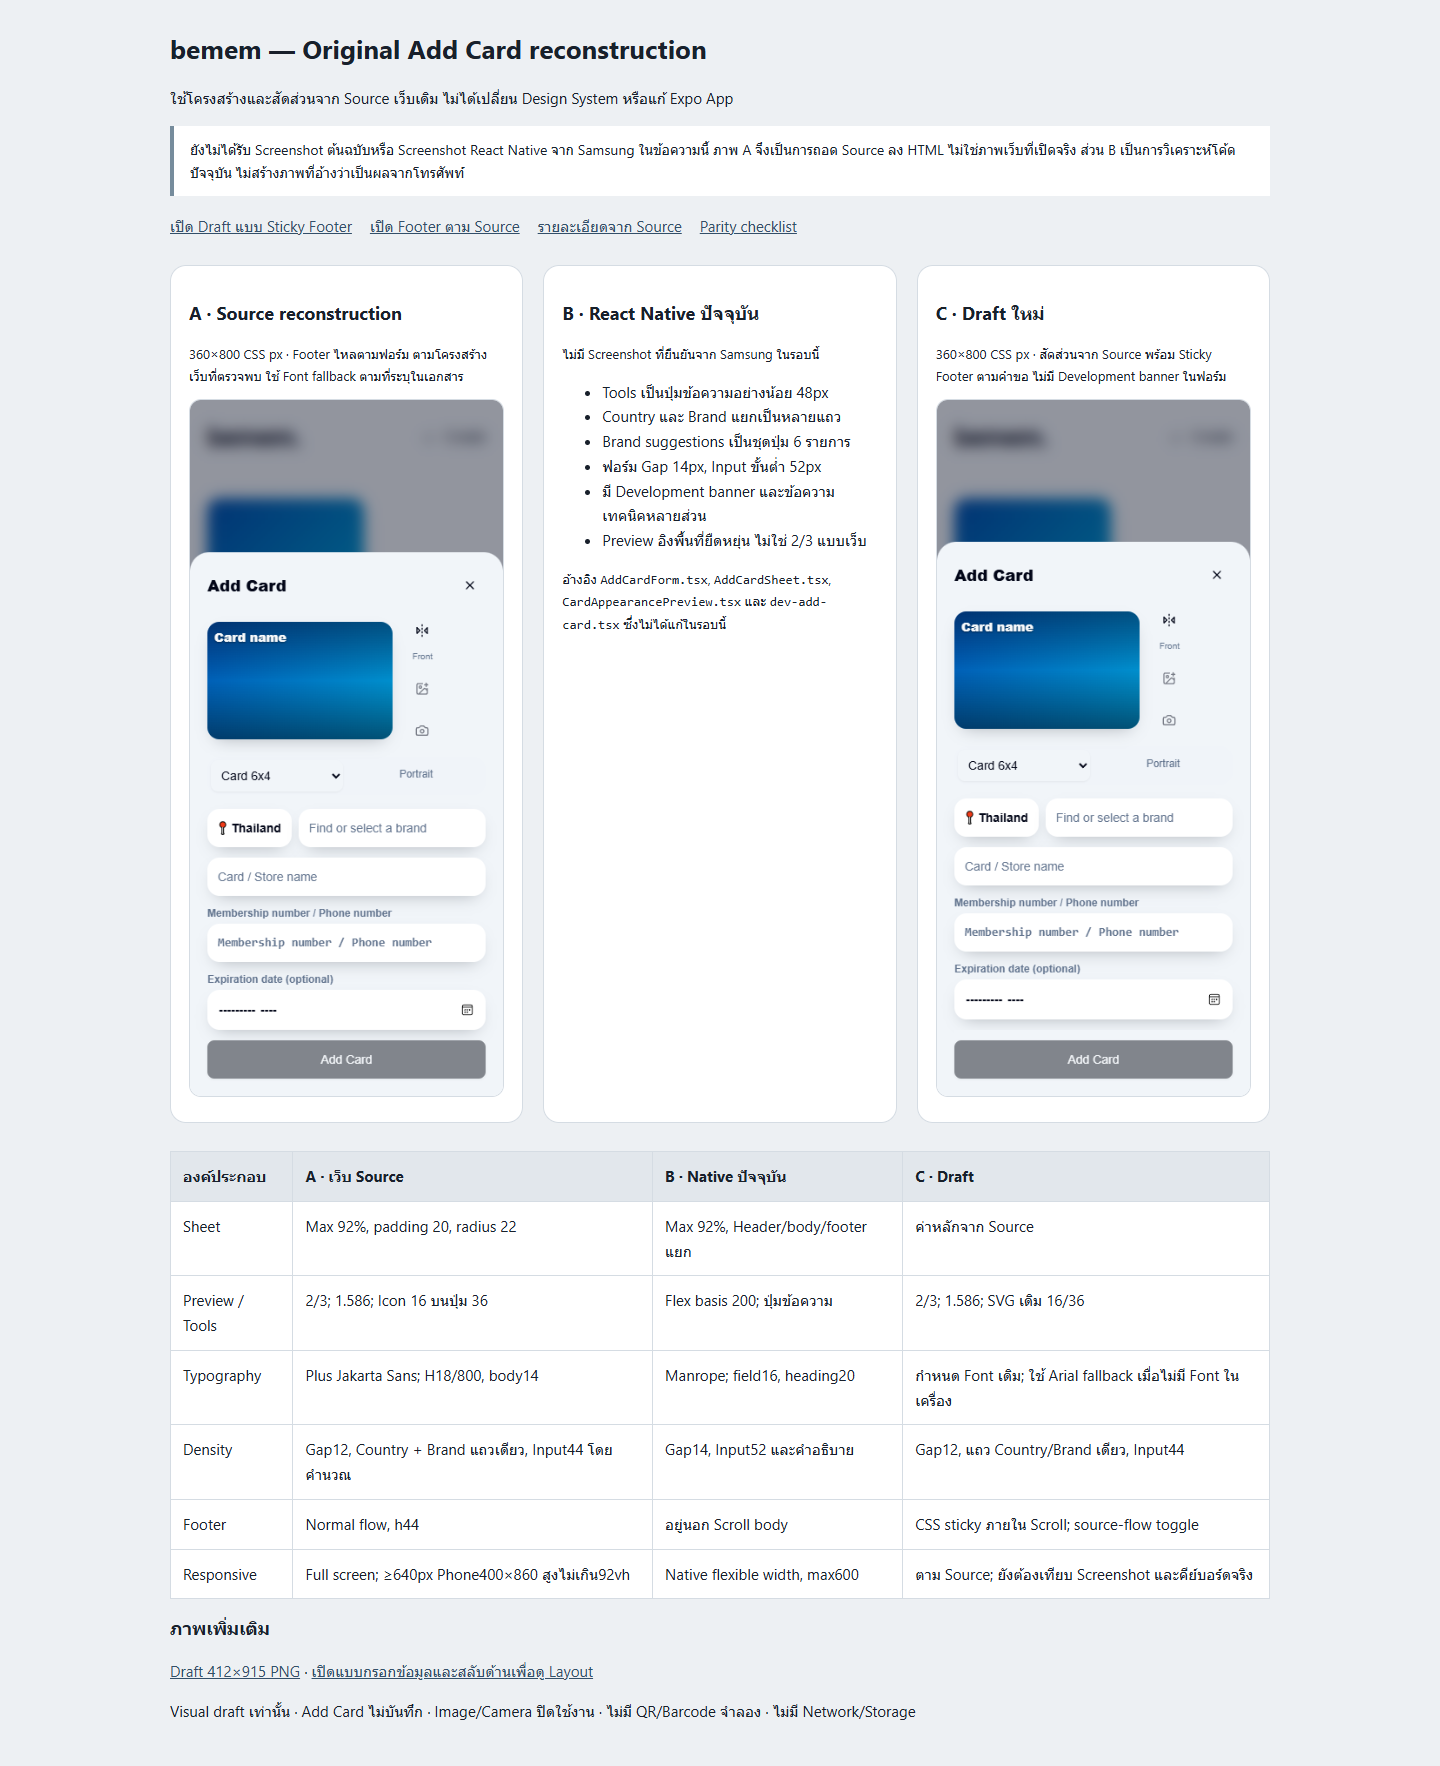 bemem — Original Add Card reconstruction
ใช้โครงสร้างและสัดส่วนจาก Source เว็บเดิม ไม่ได้เปลี่ยน Design System หรือแก้ Expo App
ยังไม่ได้รับ Screenshot ต้นฉบับหรือ Screenshot React Native จาก Samsung ในข้อความนี้ ภาพ A จึงเป็นการถอด Source ลง HTML ไม่ใช่ภาพเว็บที่เปิดจริง ส่วน B เป็นการวิเคราะห์โค้ด
ปัจจุบัน ไม่สร้างภาพที่อ้างว่าเป็นผลจากโทรศัพท์
เปิด Draft แบบ Sticky Footer เปิด Footer ตาม Source รายละเอียดจาก Source Parity checklist
A · Source reconstruction
360×800 CSS px · Footer ไหลตามฟอร์ม ตามโครงสร้าง
เว็บที่ตรวจพบ ใช้ Font fallback ตามที่ระบุในเอกสาร
bemem.
Add Card
×
Card name
Front
Card 6x4
Portrait
📍 Thailand
Find or select a brand
Card / Store name
Membership number / Phone number
Membership number / Phone number
Expiration date (optional)
--------- ----
Add Card
B · React Native ปัจจุบัน
ไม่มี Screenshot ที่ยืนยันจาก Samsung ในรอบนี้
• Tools เป็นปุ่มข้อความอย่างน้อย 48px
• Country และ Brand แยกเป็นหลายแถว
• Brand suggestions เป็นชุดปุ่ม 6 รายการ
• ฟอร์ม Gap 14px, Input ขั้นต่ำ 52px
• มี Development banner และข้อความ
เทคนิคหลายส่วน
• Preview อิงพื้นที่ยืดหยุ่น ไม่ใช่ 2/3 แบบเว็บ
อ้างอิง AddCardForm.tsx, AddCardSheet.tsx,
CardAppearancePreview.tsx และ dev-add-
card.tsx ซึ่งไม่ได้แก้ในรอบนี้
C · Draft ใหม่
360×800 CSS px · สัดส่วนจาก Source พร้อม Sticky
Footer ตามคำขอ ไม่มี Development banner ในฟอร์ม
bemem.
Add Card
×
Card name
Front
Card 6x4
Portrait
📍 Thailand
Find or select a brand
Card / Store name
Membership number / Phone number
Membership number / Phone number
Expiration date (optional)
--------- ----
Add Card
องค์ประกอบ A · เว็บ Source B · Native ปัจจุบัน C · Draft
Sheet Max 92%, padding 20, radius 22 Max 92%, Header/body/footer ค่าหลักจาก Source
แยก
Preview / 2/3; 1.586; Icon 16 บนปุ่ม 36 Flex basis 200; ปุ่มข้อความ 2/3; 1.586; SVG เดิม 16/36
Tools
Typography Plus Jakarta Sans; H18/800, body14 Manrope; field16, heading20 กำหนด Font เดิม; ใช้ Arial fallback เมื่อไม่มี Font ใน
เครื่อง
Density Gap12, Country + Brand แถวเดียว, Input44 โดย Gap14, Input52 และคำอธิบาย Gap12, แถว Country/Brand เดียว, Input44
คำนวณ
Footer Normal flow, h44 อยู่นอก Scroll body CSS sticky ภายใน Scroll; source-flow toggle
Responsive Full screen; ≥640px Phone400×860 สูงไม่เกิน92vh Native flexible width, max600 ตาม Source; ยังต้องเทียบ Screenshot และคีย์บอร์ดจริง
ภาพเพิ่มเติม
Draft 412×915 PNG · เปิดแบบกรอกข้อมูลและสลับด้านเพื่อดู Layout
Visual draft เท่านั้น · Add Card ไม่บันทึก · Image/Camera ปิดใช้งาน · ไม่มี QR/Barcode จำลอง · ไม่มี Network/Storage